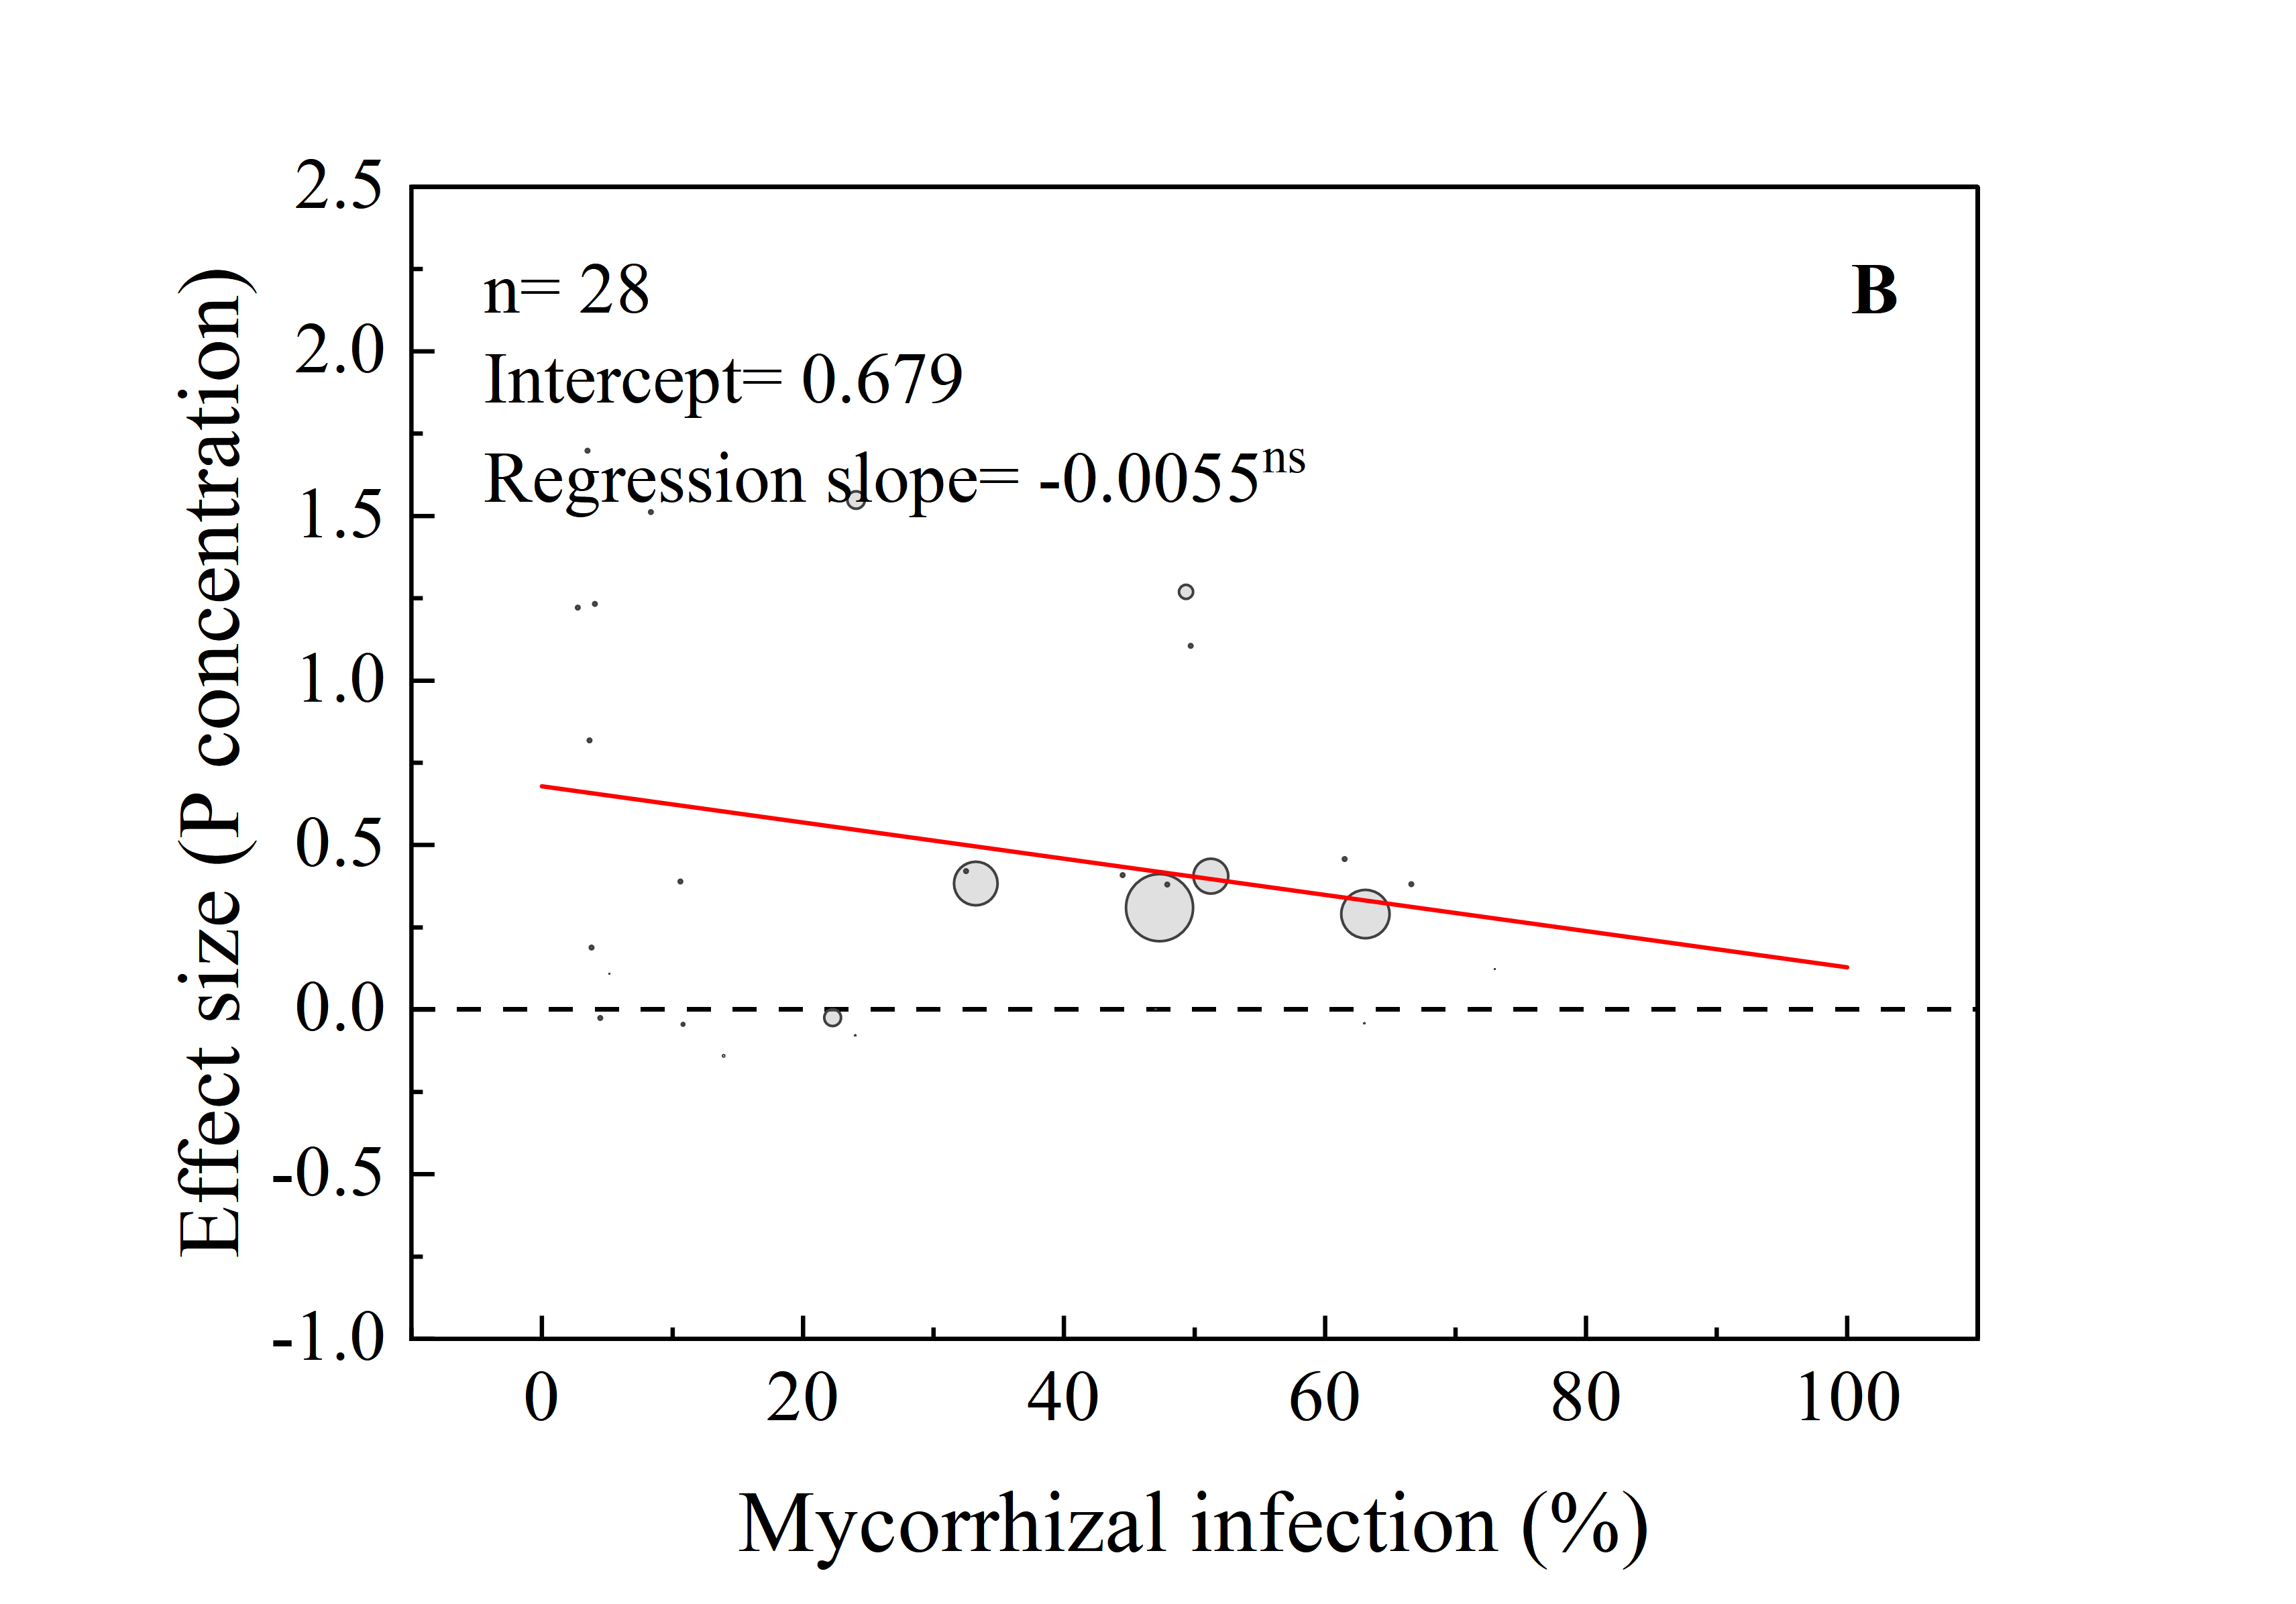 2.5
2.0
1.5
1.0
0.5
0.0
-0.5
-1.0
Effect size (P concentration)
n= 28
Intercept= 0.679
Regression slope= -0.0055ns
B
0 20 40 60 80 100
Mycorrhizal infection (%)